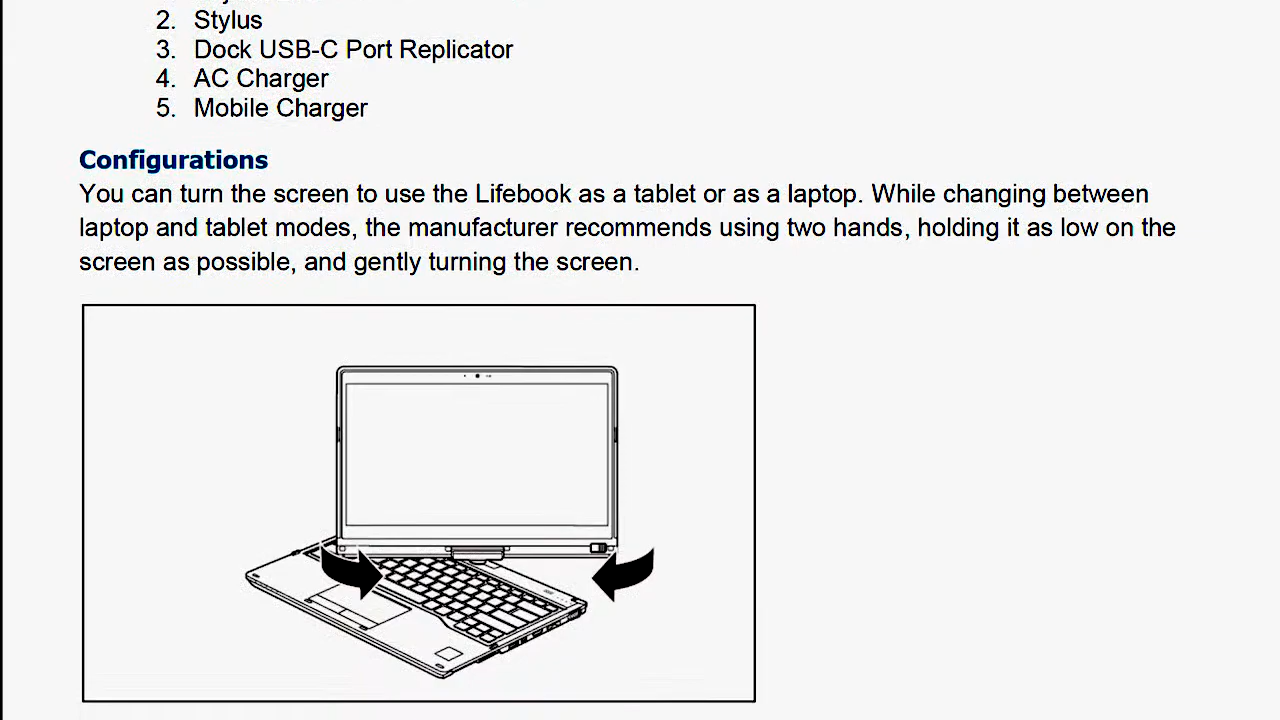 2. Stylus
3. Dock USB-C Port Replicator
4. AC Charger
5. Mobile Charger
Configurations
You can turn the screen to use the Lifebook as a tablet or as a laptop. While changing between
laptop and tablet modes, the manufacturer recommends using two hands, holding it as low on the
screen as possible, and gently turning the screen.